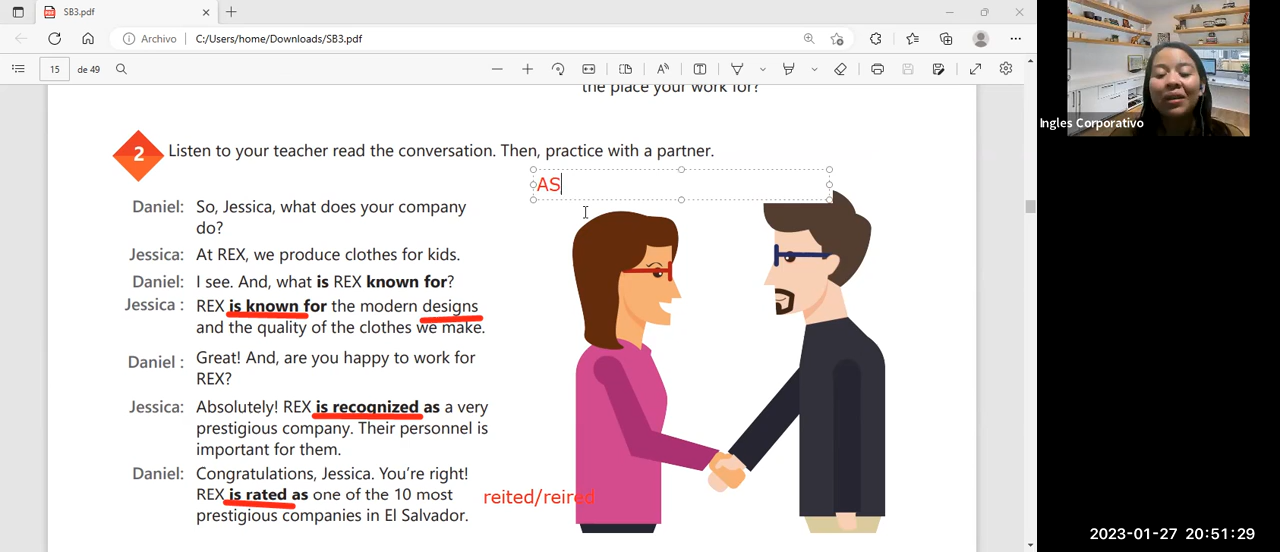 SB3.pdf
Archivo
C:/Users/home/Downloads/SB3.pdf
15
de 49
the place your work for?
2
Listen to your teacher read the conversation. Then, practice with a partner.
AS
Daniel: So, Jessica, what does your company
do?
Jessica: At REX, we produce clothes for kids.
Daniel: I see. And, what is REX known for?
Jessica : REX is known for the modern designs
and the quality of the clothes we make.
Daniel : Great! And, are you happy to work for
REX?
Jessica: Absolutely! REX is recognized as a very
prestigious company. Their personnel is
important for them.
Daniel: Congratulations, Jessica. You're right!
REX is rated as one of the 10 most
prestigious companies in El Salvador.
reited/reired
Ingles Corporativo
2023-01-27 20:51:29